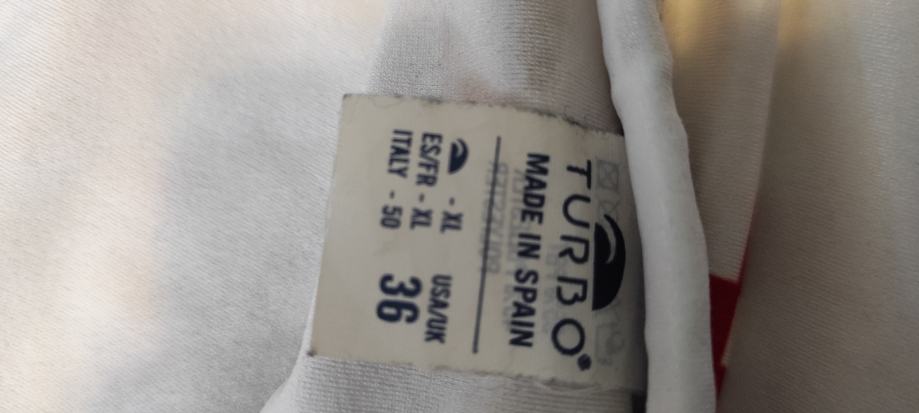 TURBO®
MADE IN SPAIN
- XL
ES/FR - XL
ITALY - 50
USA/UK
36